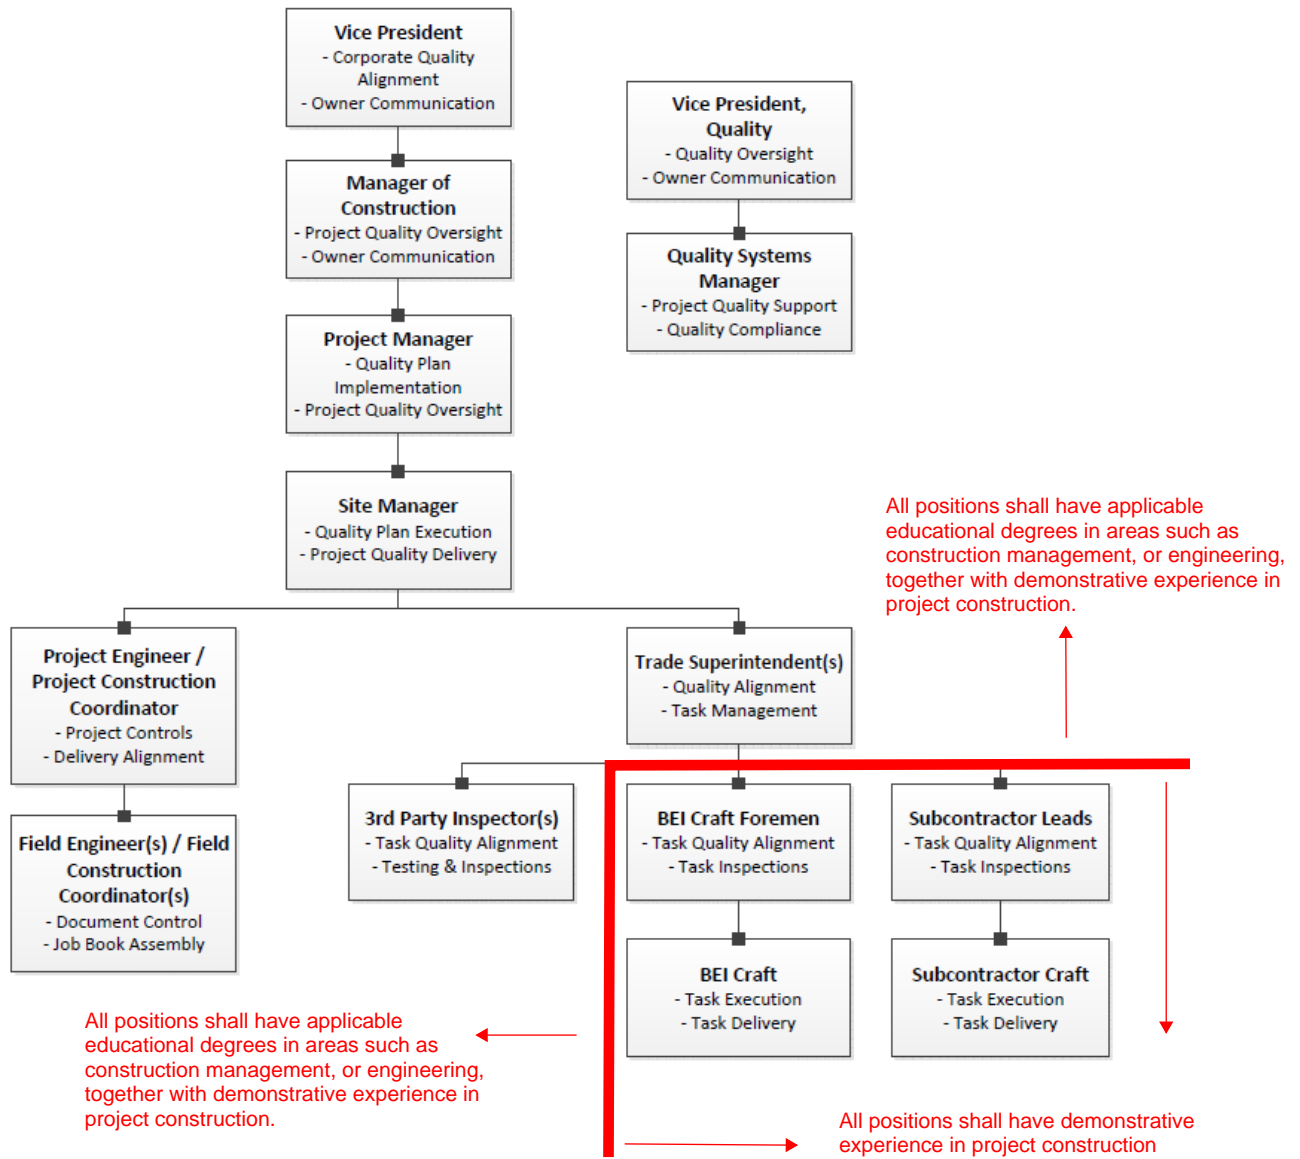 Vice President
- Corporate Quality
Alignment
- Owner Communication
Vice President,
Quality
- Quality Oversight
- Owner Communication
Manager of
Construction
- Project Quality Oversight
- Owner Communication
Quality Systems
Manager
- Project Quality Support
- Quality Compliance
Project Manager
- Quality Plan
Implementation
- Project Quality Oversight
Site Manager
- Quality Plan Execution
- Project Quality Delivery
All positions shall have applicable
educational degrees in areas such as
construction management, or engineering,
together with demonstrative experience in
project construction.
Project Engineer /
Project Construction
Coordinator
- Project Controls
- Delivery Alignment
Trade Superintendent(s)
- Quality Alignment
- Task Management
Field Engineer(s) / Field
Construction
Coordinator(s)
- Document Control
- Job Book Assembly
3rd Party Inspector(s)
- Task Quality Alignment
- Testing & Inspections
BEI Craft Foremen
- Task Quality Alignment
- Task Inspections
Subcontractor Leads
- Task Quality Alignment
- Task Inspections
BEI Craft
- Task Execution
- Task Delivery
Subcontractor Craft
- Task Execution
- Task Delivery
All positions shall have applicable
educational degrees in areas such as
construction management, or engineering,
together with demonstrative experience in
project construction.
All positions shall have demonstrative
experience in project construction